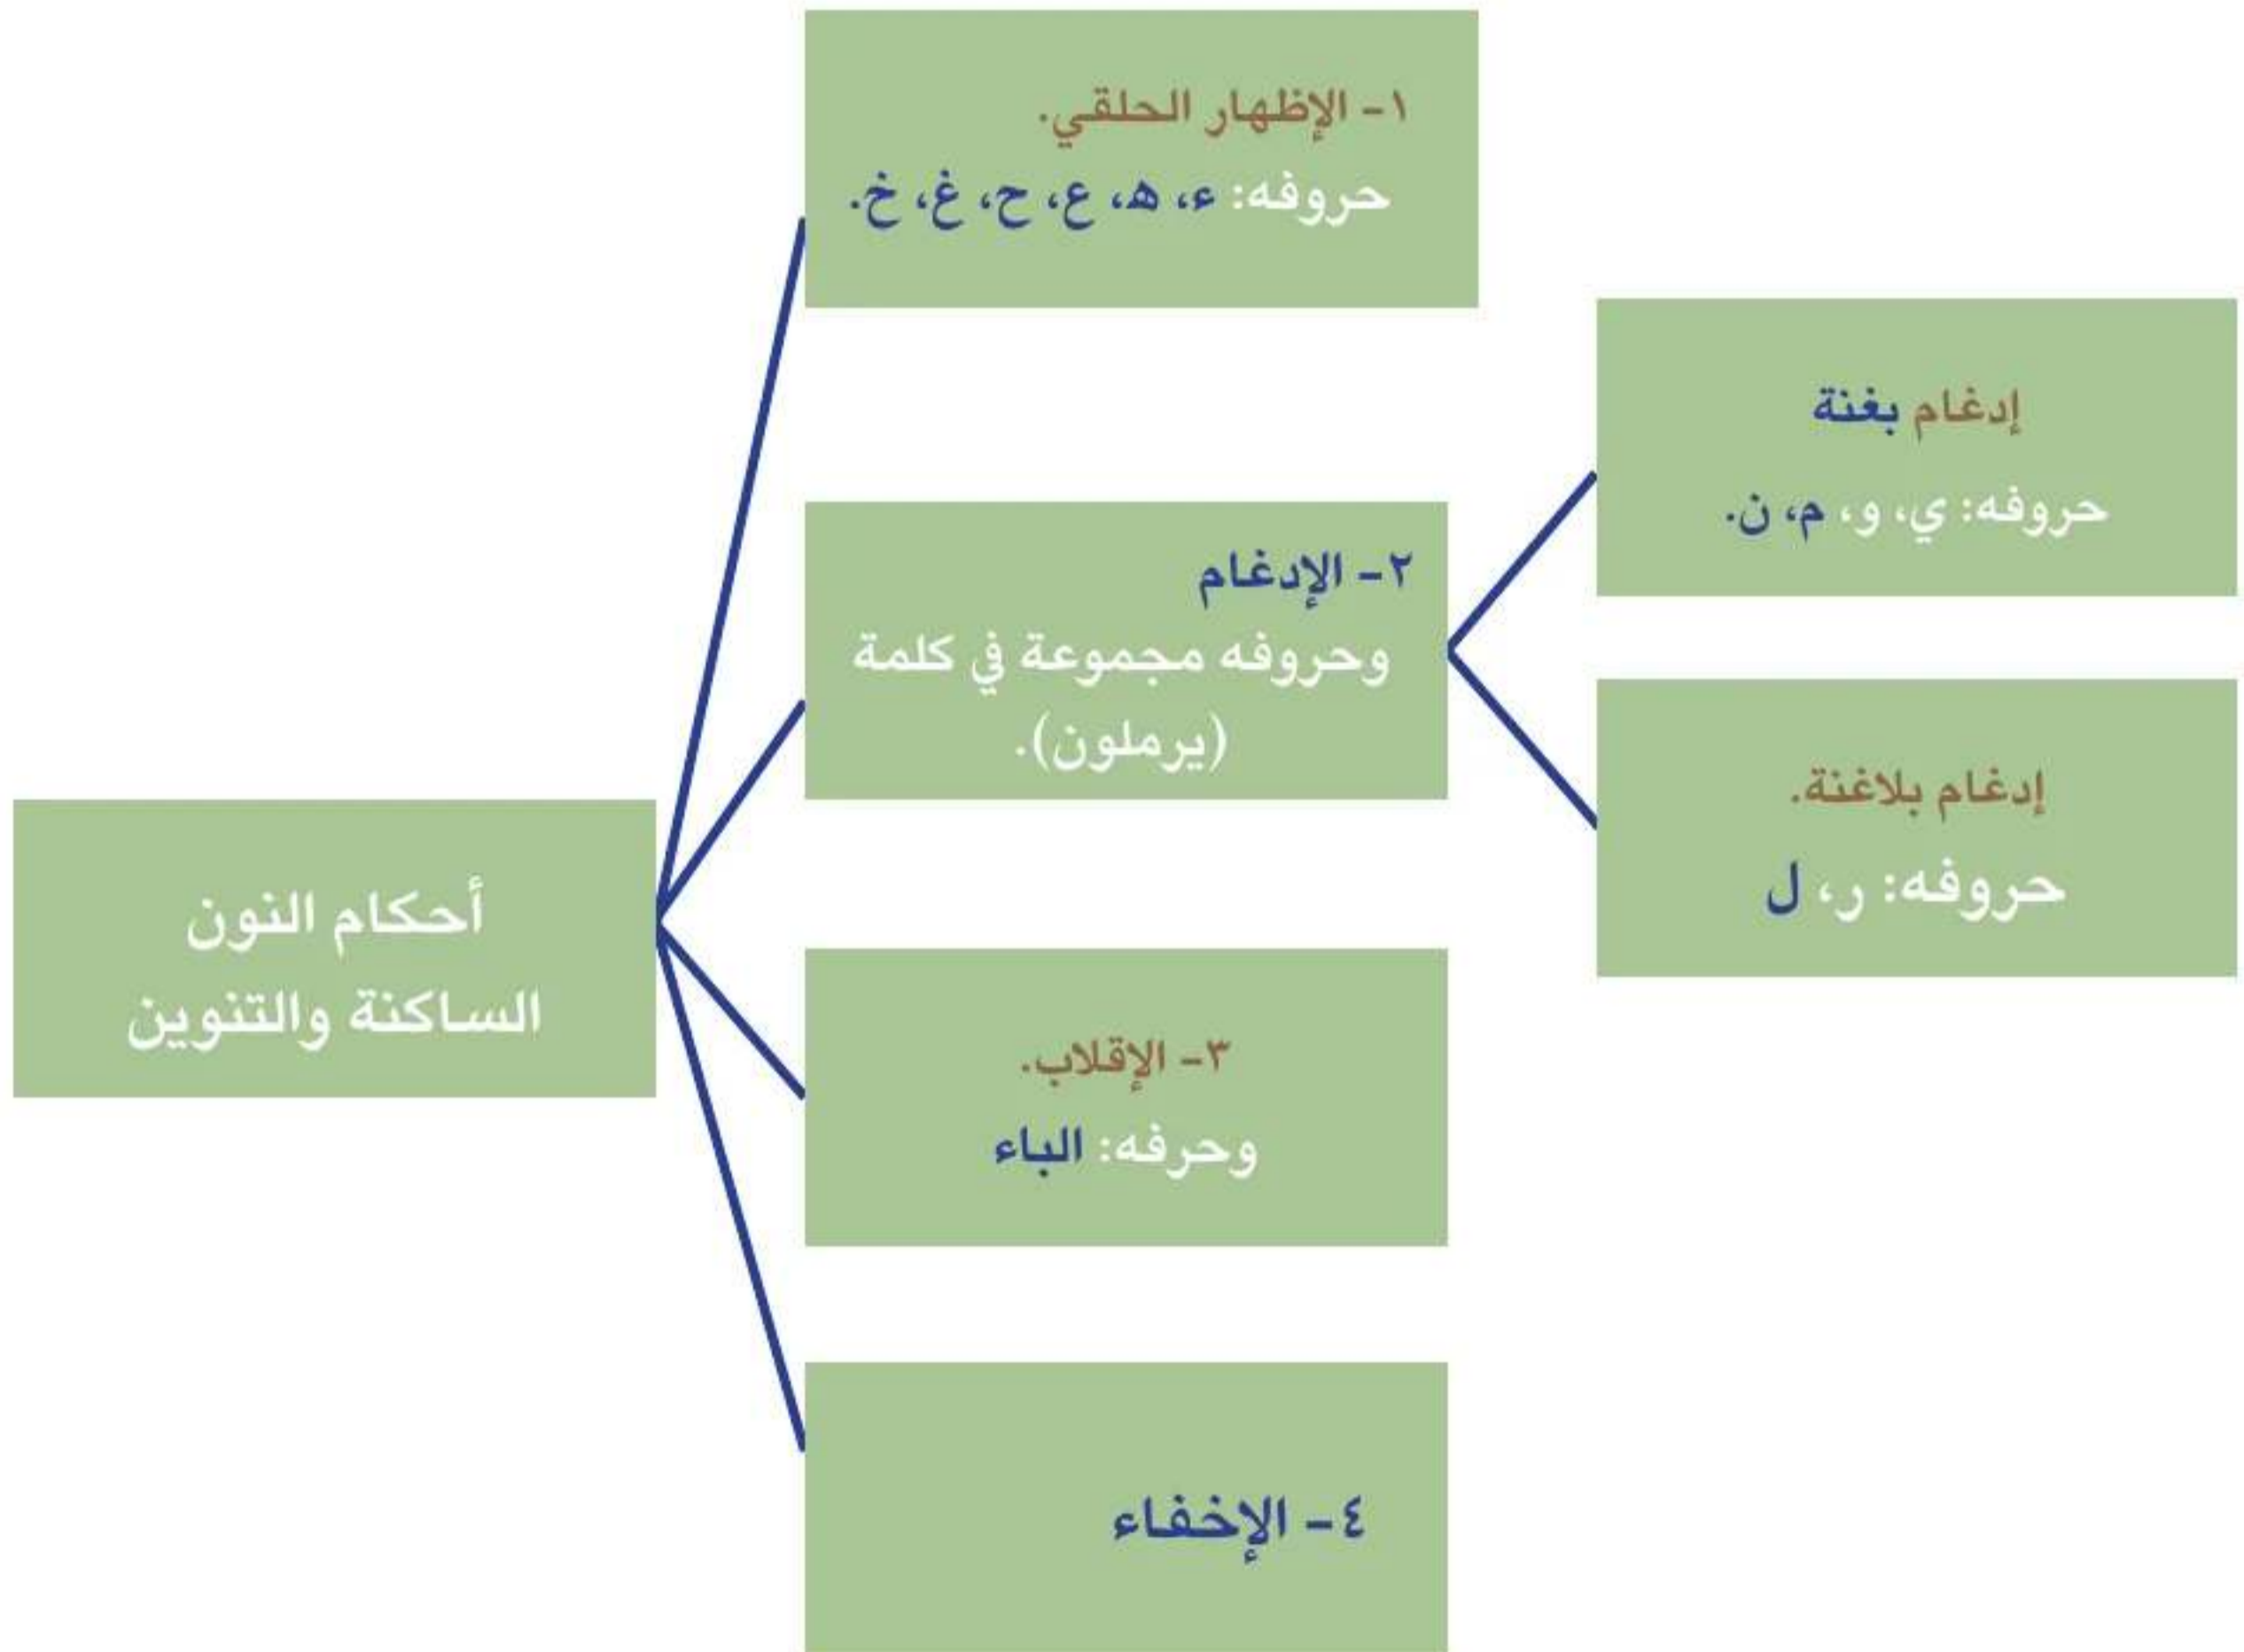 أحكام النون
الساكنة والتنوين
١- الإظهار الحلقي.
حروفه: ء، ه، ع، ح، غ، خ.
٢- الإدغام
وحروفه مجموعة في كلمة
(يرملون).
إدغام بغنة
حروفه: ي، و، م، ن.
إدغام بلاغنة.
حروفه: ر، ل
٣- الإقلاب.
وحرفه: الباء
٤- الإخفاء